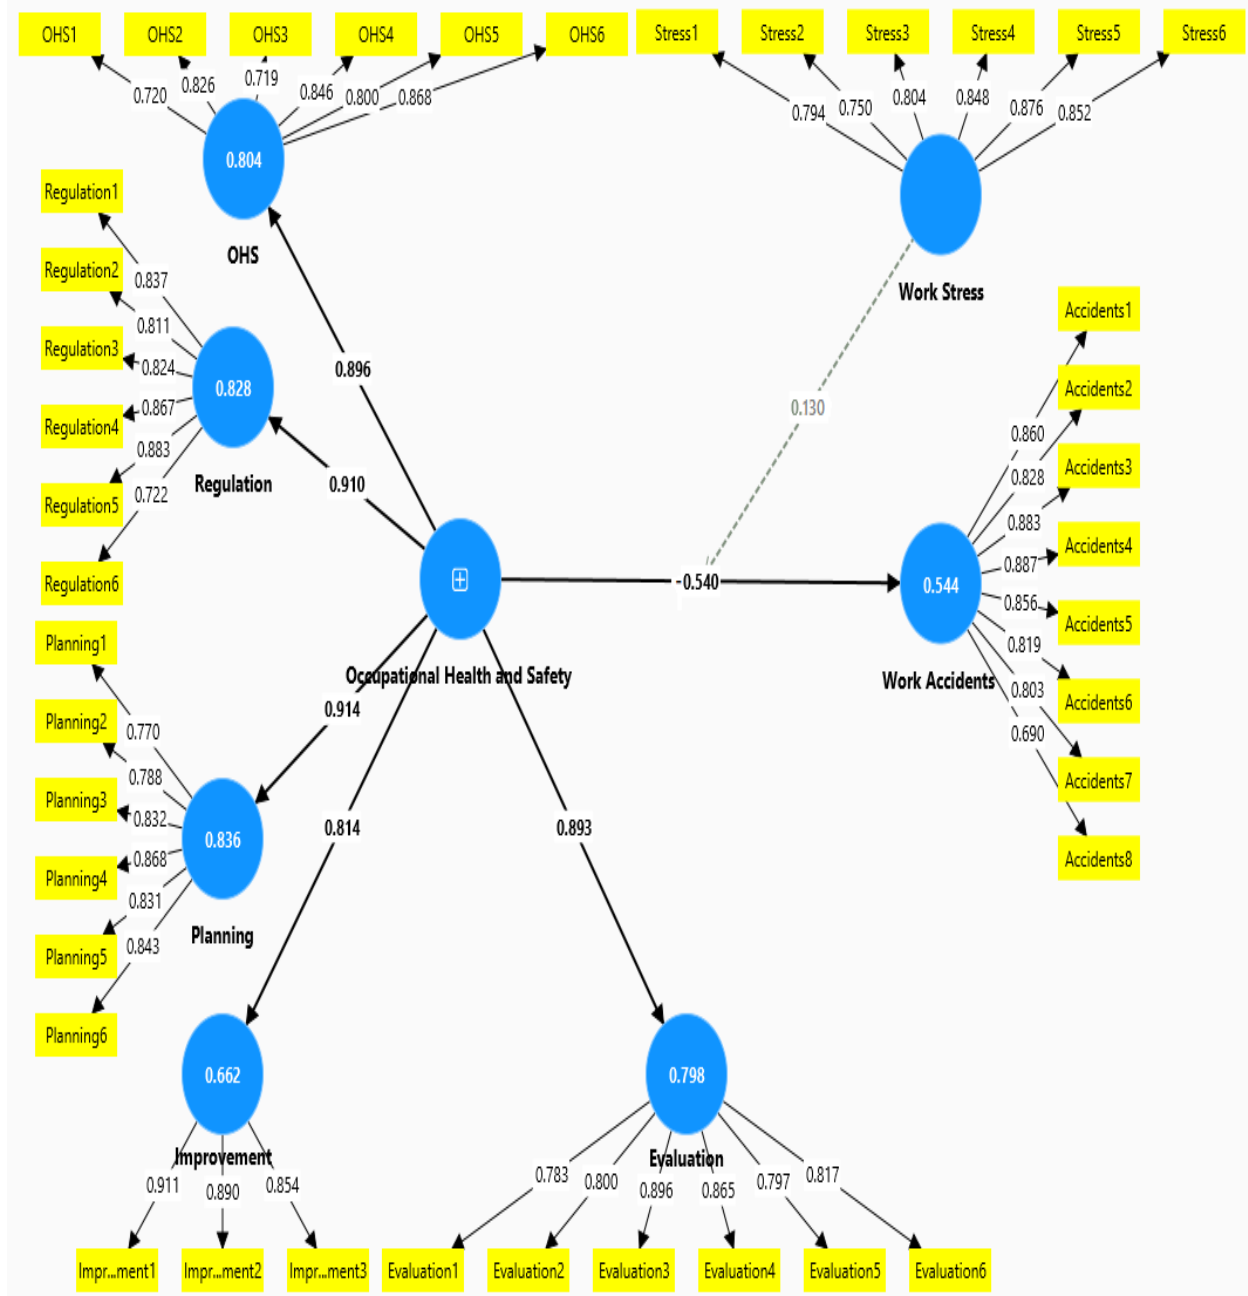 OHS1 OHS2 OHS3 OHS4 OHS5 OHS6
0.720 0.826 0.719 0.846 0.800 0.868
0.804
OHS
Stress1 Stress2 Stress3 Stress4 Stress5 Stress6
0.794 0.750 0.804 0.848 0.876 0.852
Work Stress
0.130
Regulation1
Regulation2
Regulation3
Regulation4
Regulation5
Regulation6
0.837
0.811
0.824
0.867
0.883
0.722
0.828
Regulation
0.896
0.910
Occupational Health and Safety
-0.540
0.544
Work Accidents
0.860
0.828
0.883
0.887
0.856
0.819
0.803
0.690
Accidents1
Accidents2
Accidents3
Accidents4
Accidents5
Accidents6
Accidents7
Accidents8
0.914
0.814
0.893
Planning1
Planning2
Planning3
Planning4
Planning5
Planning6
0.770
0.788
0.832
0.868
0.831
0.843
0.836
Planning
0.662
Improvement
0.911 0.890 0.854
Impr...ment1 Impr...ment2 Impr...ment3
0.798
Evaluation
0.783 0.800 0.896 0.865 0.797 0.817
Evaluation1 Evaluation2 Evaluation3 Evaluation4 Evaluation5 Evaluation6